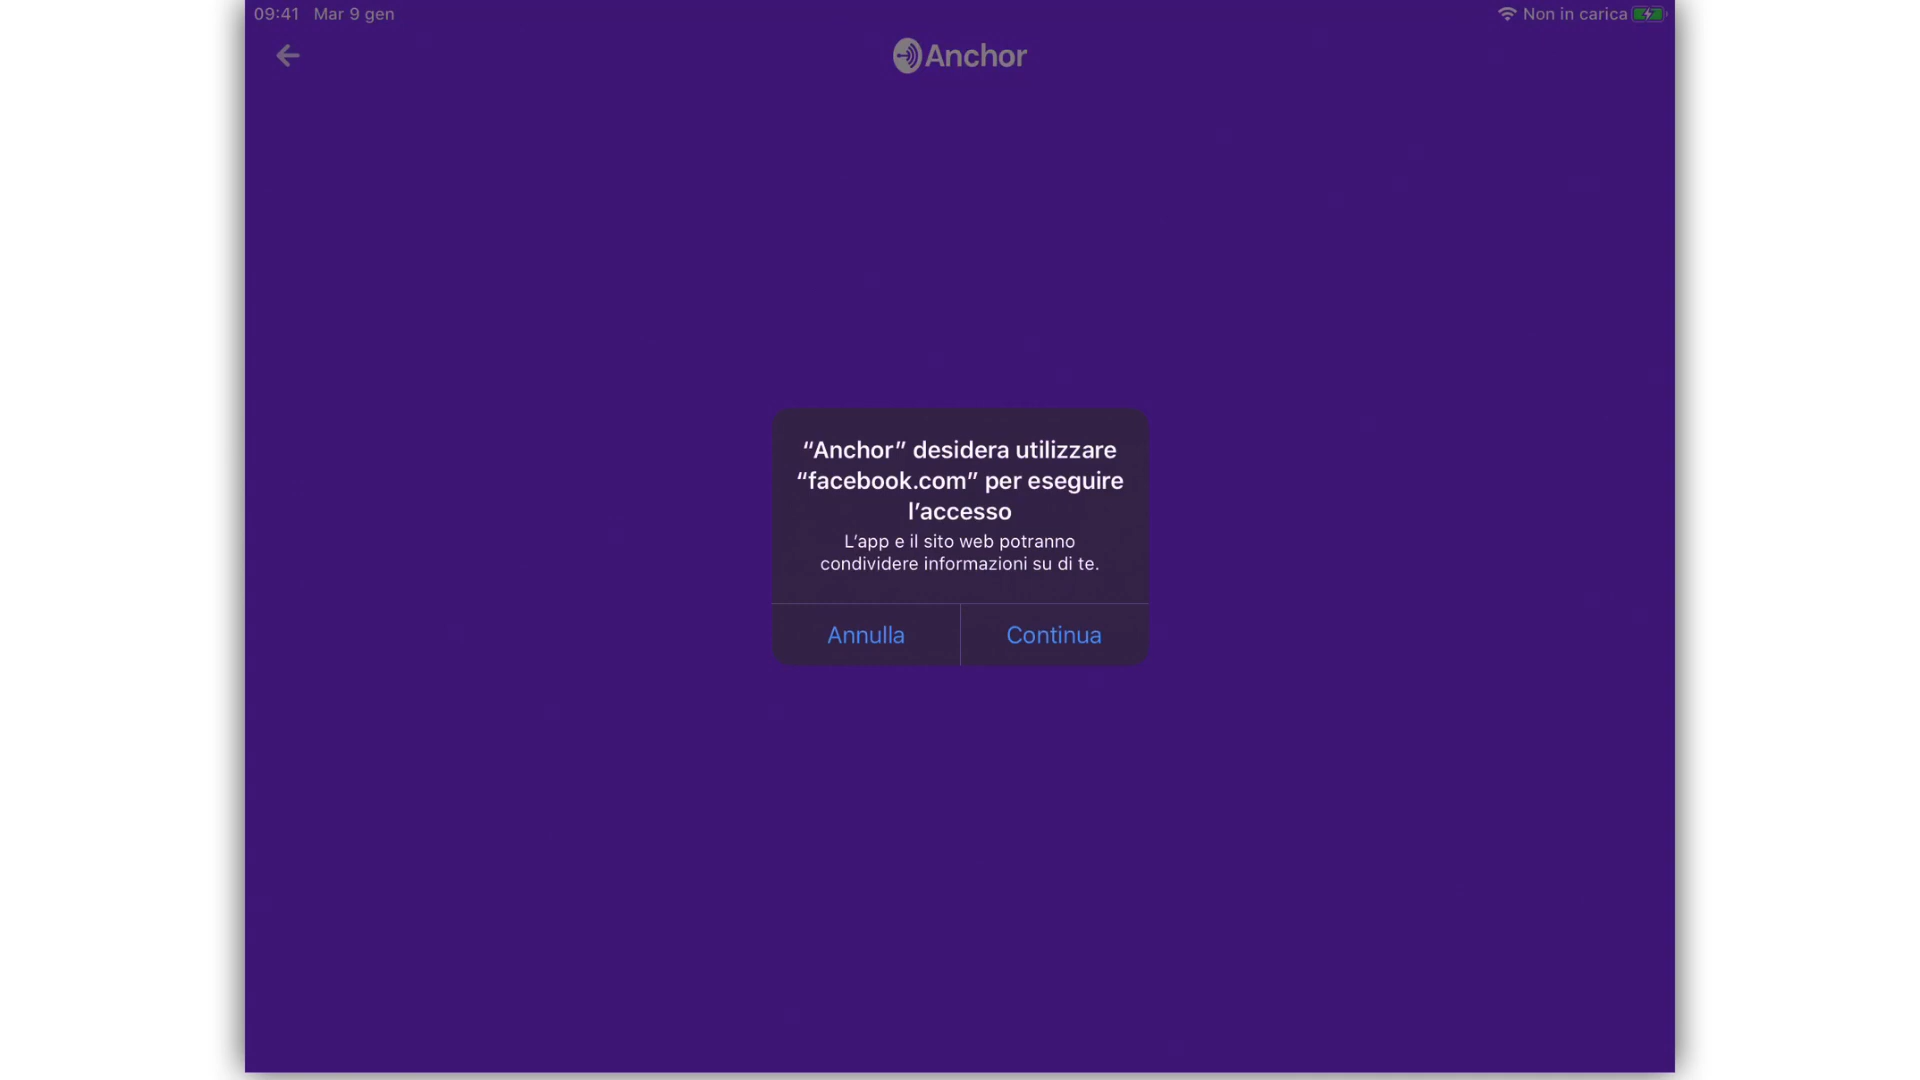 09:41 Mar 9 gen
Non in carica
Anchor
“Anchor” desidera utilizzare
“facebook.com” per eseguire
l’accesso
L’app e il sito web potranno
condividere informazioni su di te.
Annulla
Continua